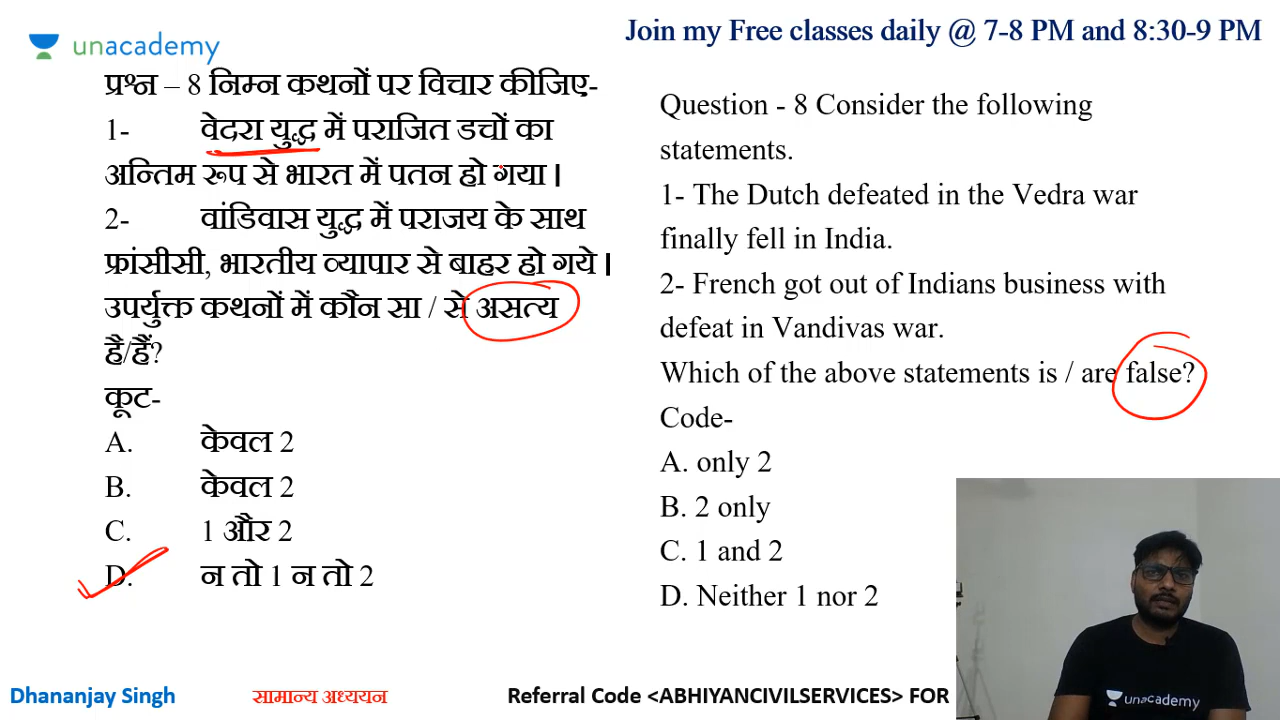 unacademy
Join my Free classes daily @ 7-8 PM and 8:30-9 PM
प्रश्न – 8 निम्न कथनों पर विचार कीजिए-
1- वेदरा युद्ध में पराजित डचों का
अन्तिम रूप से भारत में पतन हो गया।
2- वांडिवास युद्ध में पराजय के साथ
फ्रांसीसी, भारतीय व्यापार से बाहर हो गये।
उपर्युक्त कथनों में कौन सा / से असत्य
है/हैं?
कूट-
A. केवल 2
B. केवल 2
C. 1 और 2
D. न तो 1 न तो 2
Question - 8 Consider the following
statements.
1- The Dutch defeated in the Vedra war
finally fell in India.
2- French got out of Indians business with
defeat in Vandivas war.
Which of the above statements is / are false?
Code-
A. only 2
B. 2 only
C. 1 and 2
D. Neither 1 nor 2
unacademy
Dhananjay Singh
सामान्य अध्ययन
Referral Code <ABHIYANCIVILSERVICES> FOR